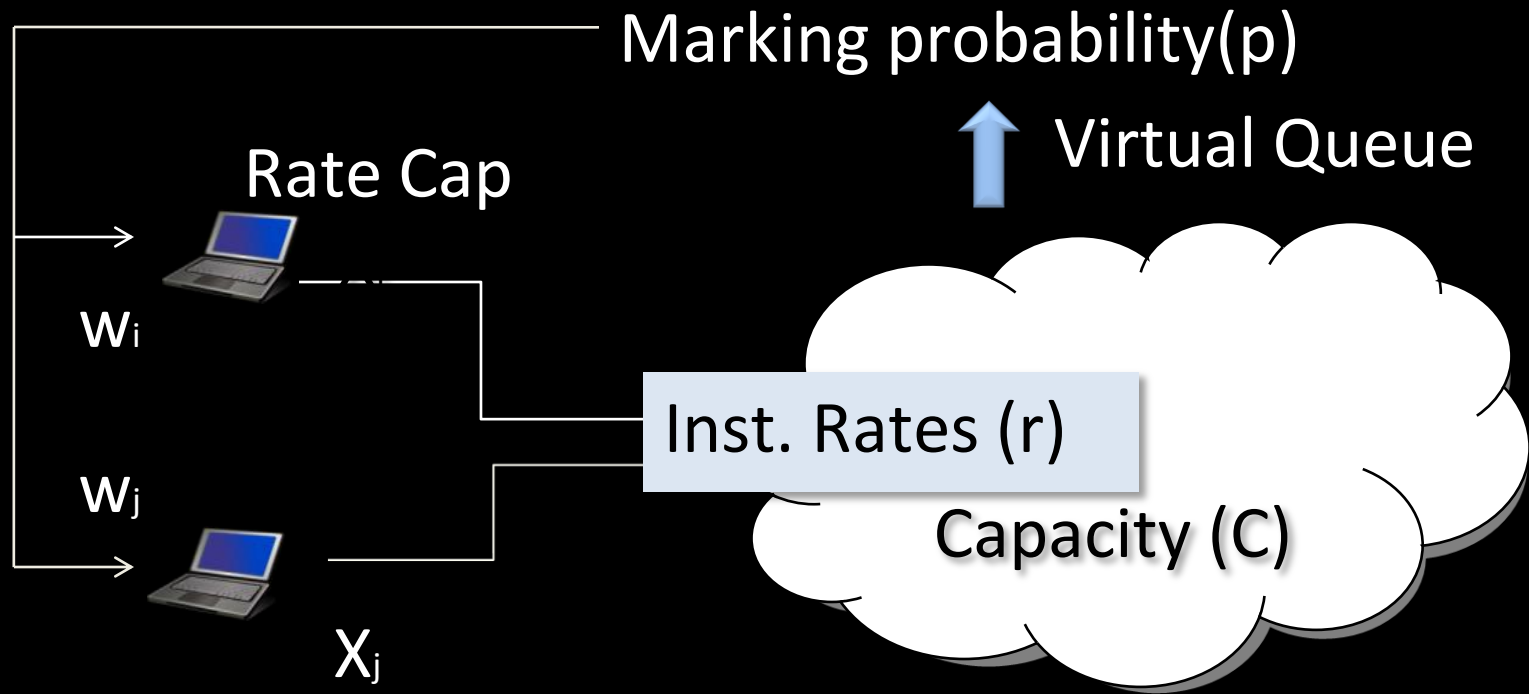 Marking probability(p)
Virtual Queue
Rate Cap
wi
Inst. Rates (r)
wj
Capacity (C)
Xj